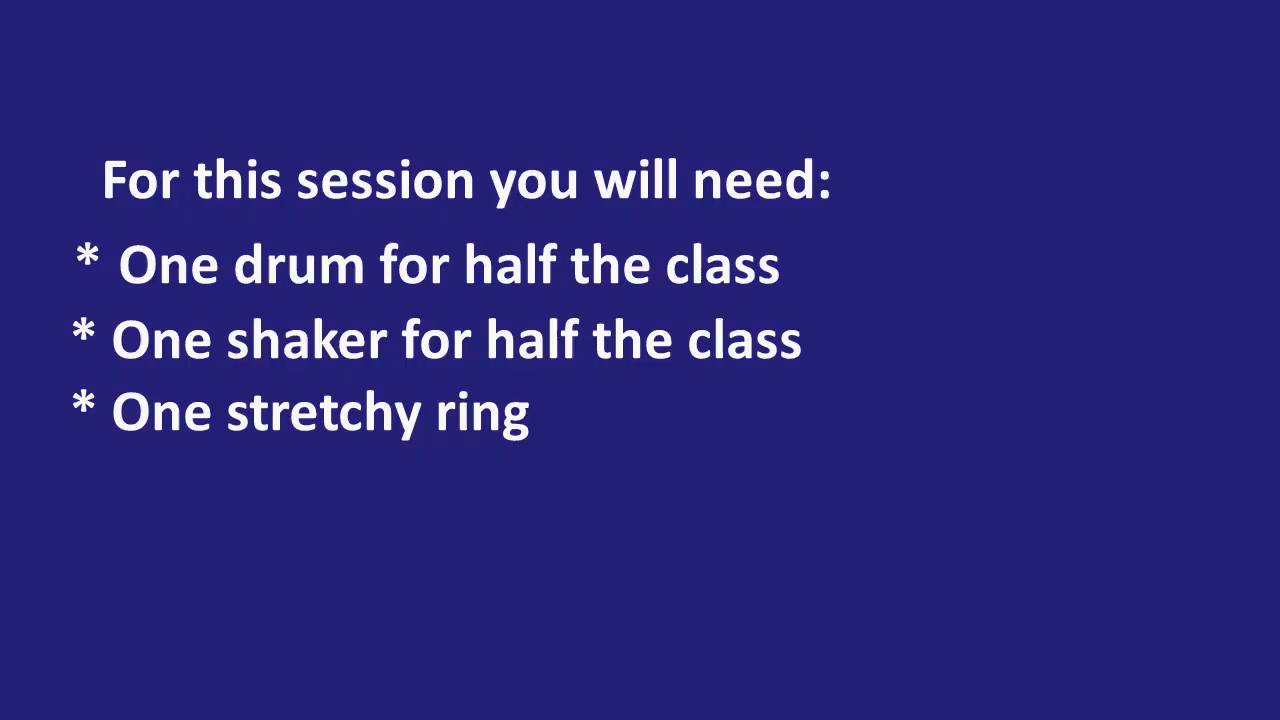 For this session you will need:
* One drum for half the class
* One shaker for half the class
* One stretchy ring